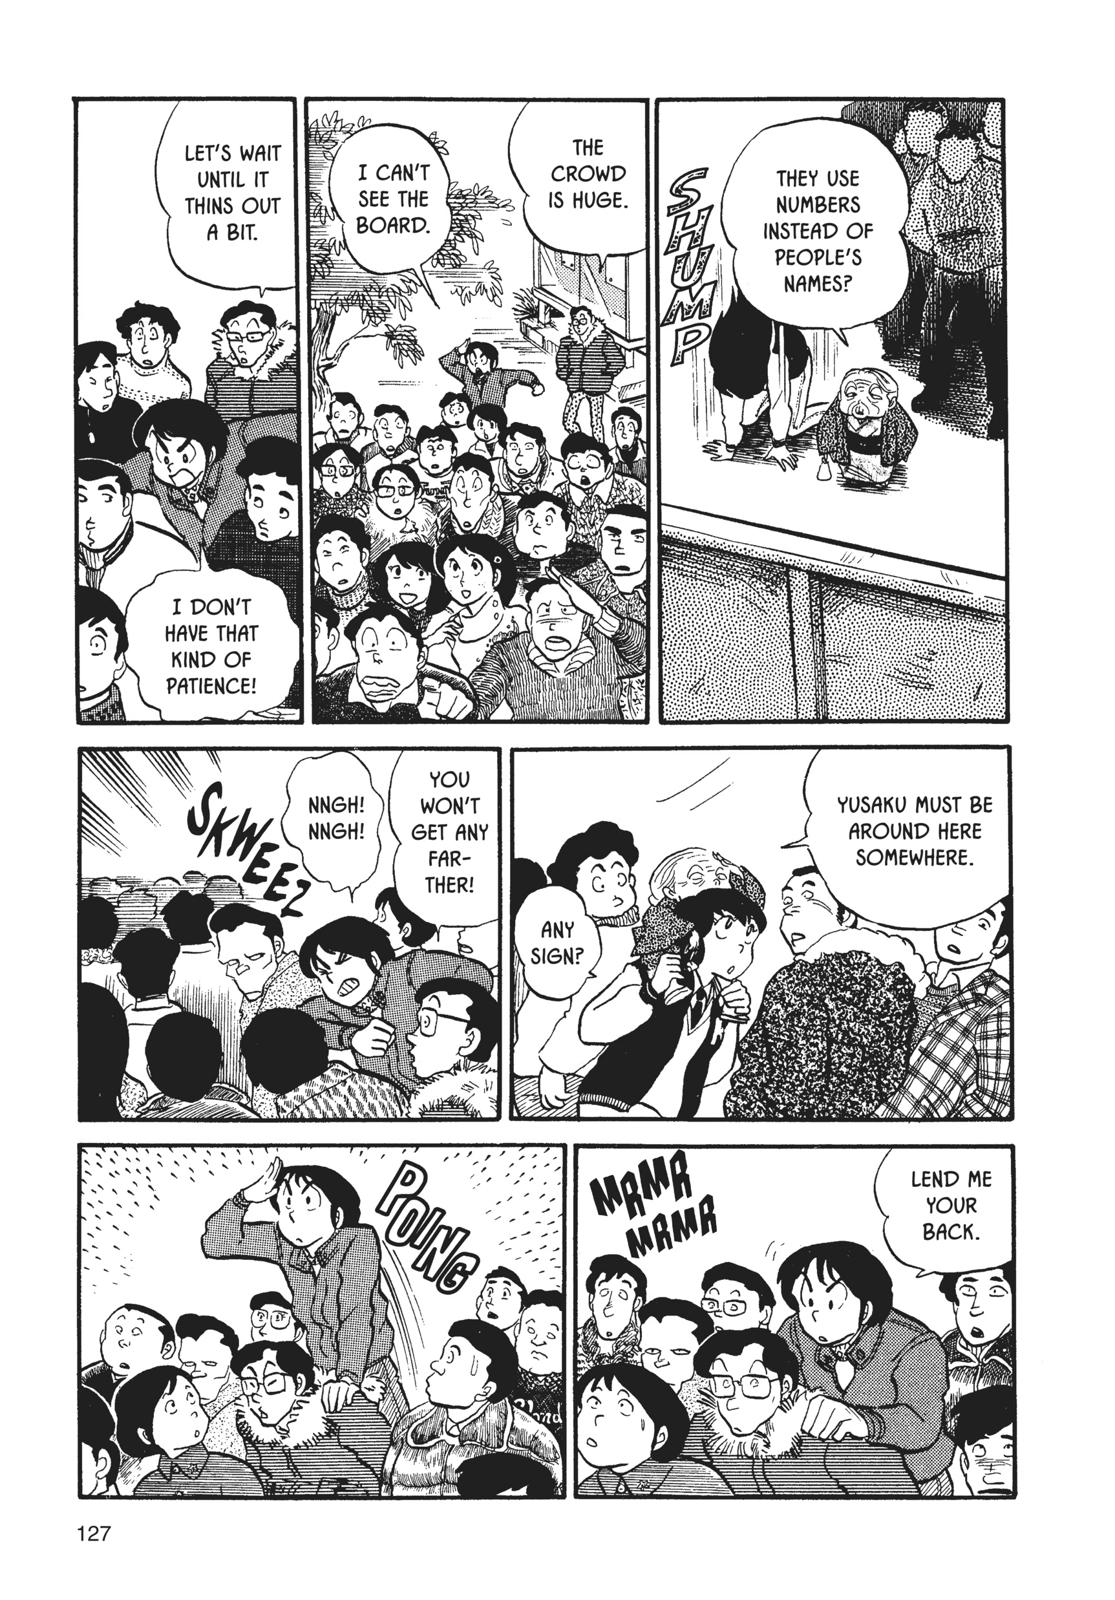 THEY USE
NUMBERS
INSTEAD OF
PEOPLE'S
NAMES?
SHUMP
THE
CROWD
IS HUGE.
I CAN'T
SEE THE
BOARD.
LET'S WAIT
UNTIL IT
THINS OUT
A BIT.
I DON'T
HAVE THAT
KIND OF
PATIENCE!
YUSAKU MUST BE
AROUND HERE
SOMEWHERE.
ANY
SIGN?
YOU
WON'T
GET ANY
FAR-
THER!
NNGH!
NNGH!
SKWEEZ
LEND ME
YOUR
BACK.
MRMR
MRMR
POING
127